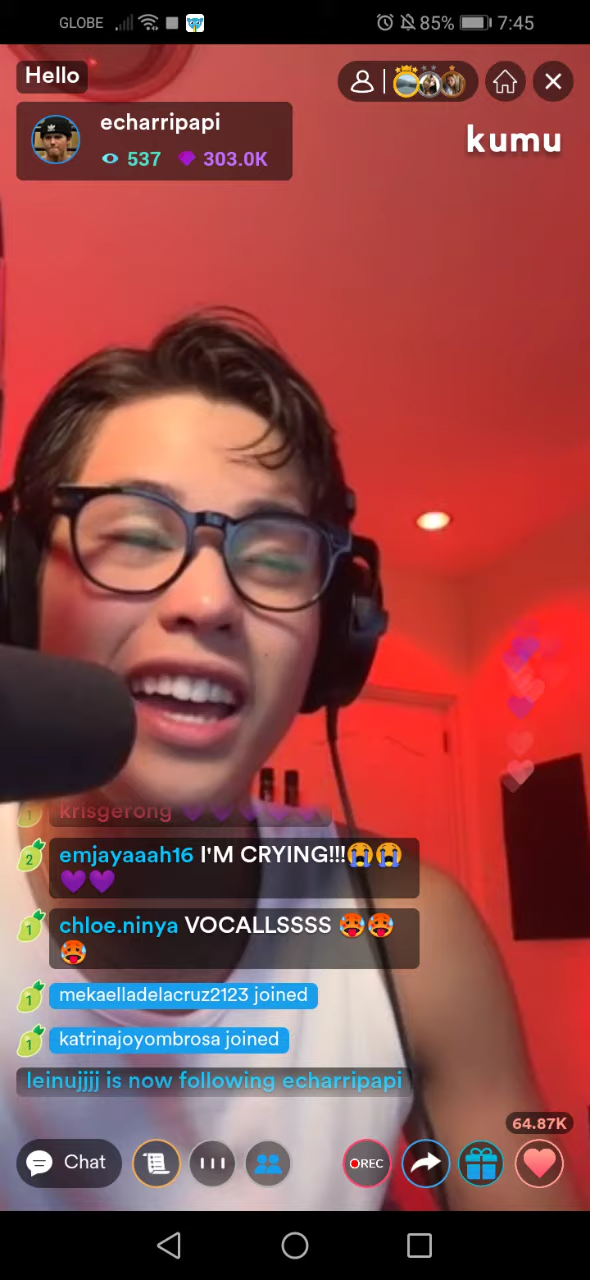 GLOBE 85% 7:45
Hello
echarripapi
537 303.0K
kumu
1 krisgerong 💜💜💜💜💜
2 emjayaaah16 I'M CRYING!!!😭😭
💜💜
1 chloe.ninya VOCALLSSSS 🥵🥵
🥵
1 mekaelladelacruz2123 joined
1 katrinajoyombrosa joined
leinujjjj is now following echarripapi
64.87K
Chat REC